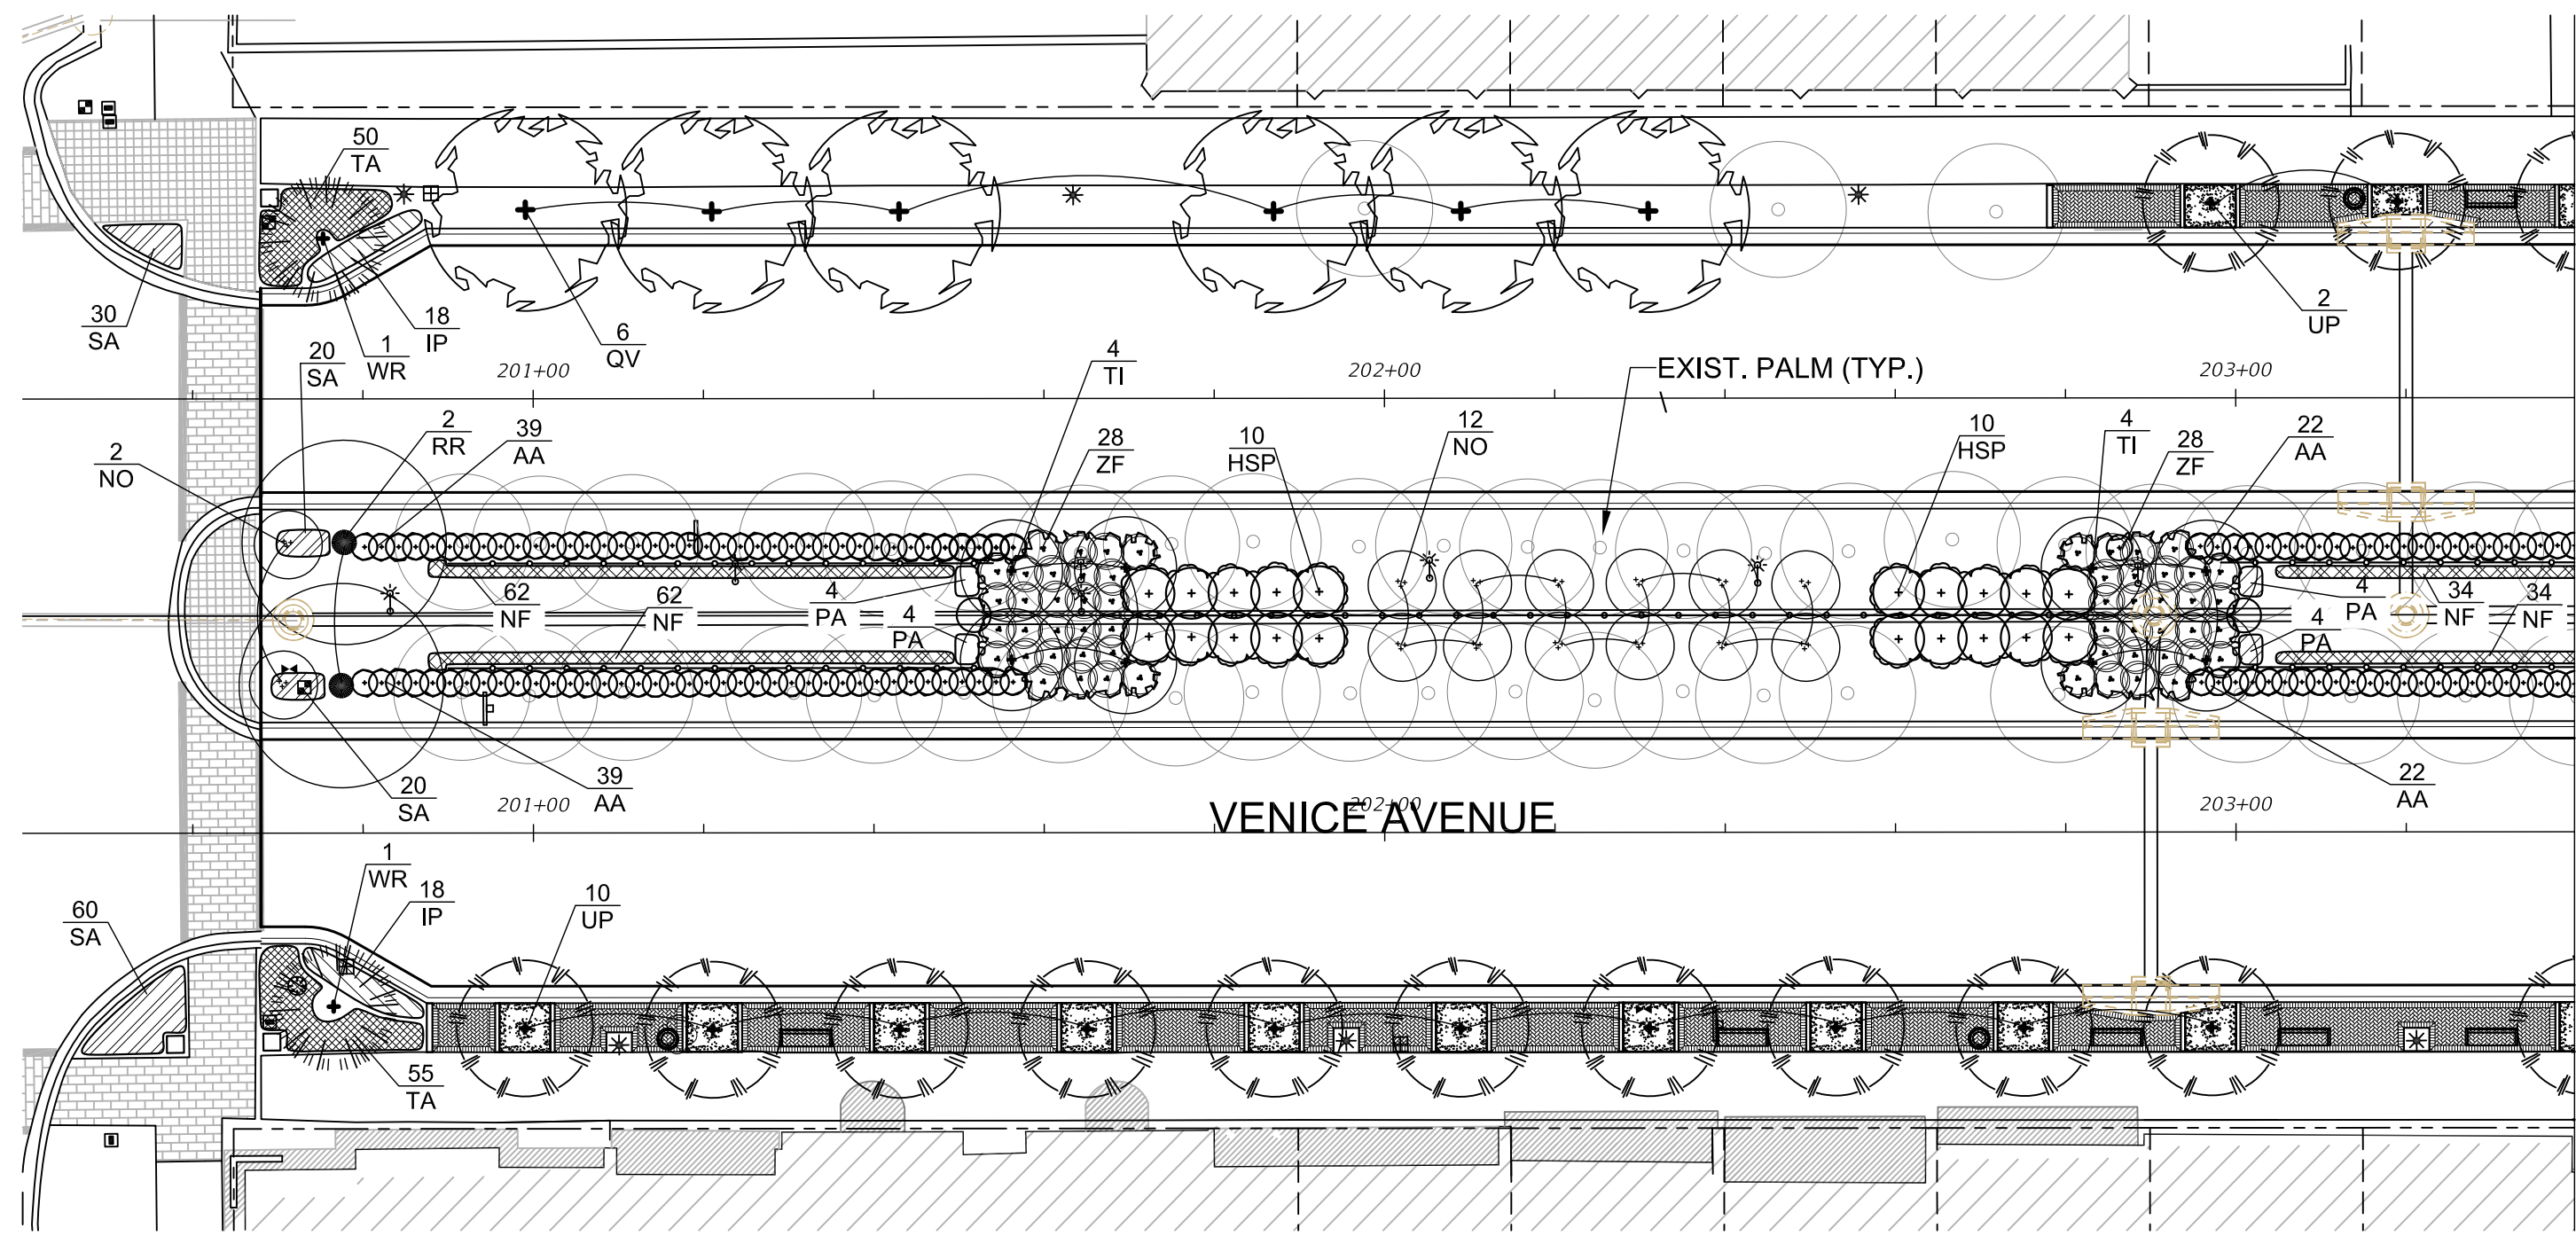 50
TA
30
SA
18
IP
1
WR
20
SA
6
QV
2
UP
4
TI
201+00
202+00
203+00
EXIST. PALM (TYP.)
2
NO
2
RR
39
AA
28
ZF
10
HSP
12
NO
10
HSP
4
TI
28
ZF
22
AA
62
NF
62
NF
4
PA
4
PA
4
PA
4
PA
34
NF
34
NF
20
SA
39
AA
22
AA
201+00
202+00
203+00
VENICE AVENUE
1
WR
18
IP
60
SA
10
UP
55
TA